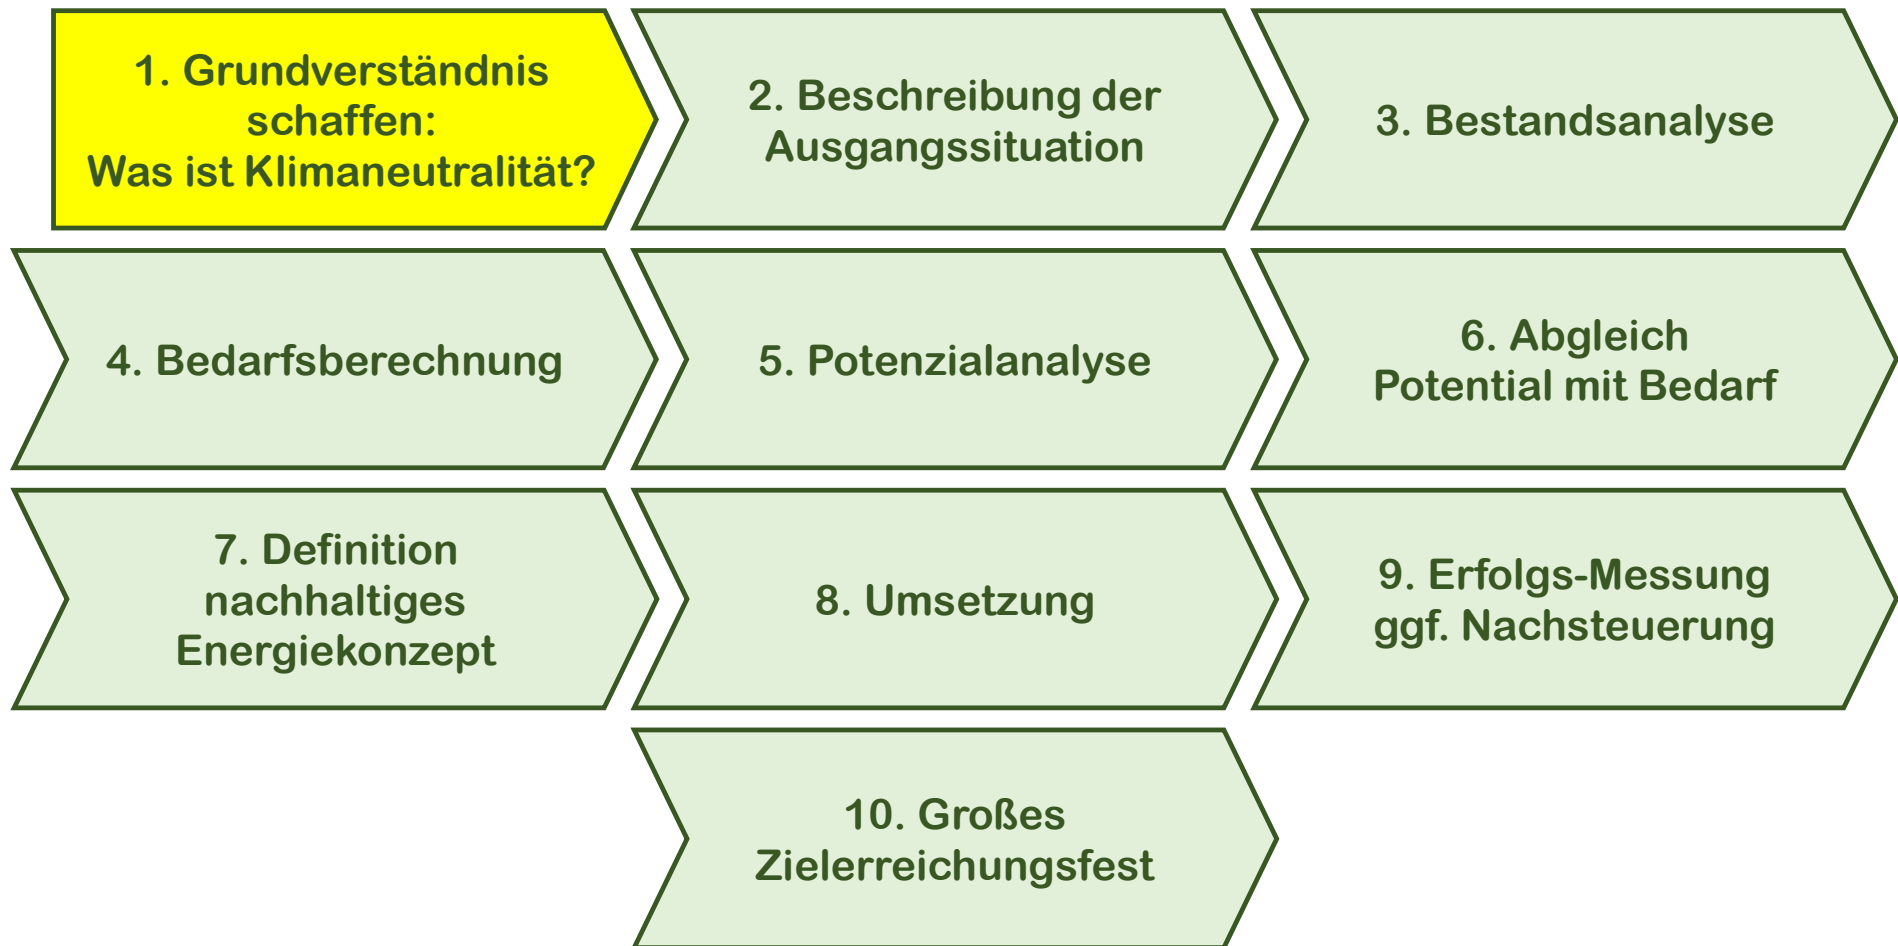 1. Grundverständnis
schaffen:
Was ist Klimaneutralität?
2. Beschreibung der
Ausgangssituation
3. Bestandsanalyse
4. Bedarfsberechnung
5. Potenzialanalyse
6. Abgleich
Potential mit Bedarf
7. Definition
nachhaltiges
Energiekonzept
8. Umsetzung
9. Erfolgs-Messung
ggf. Nachsteuerung
10. Großes
Zielerreichungsfest